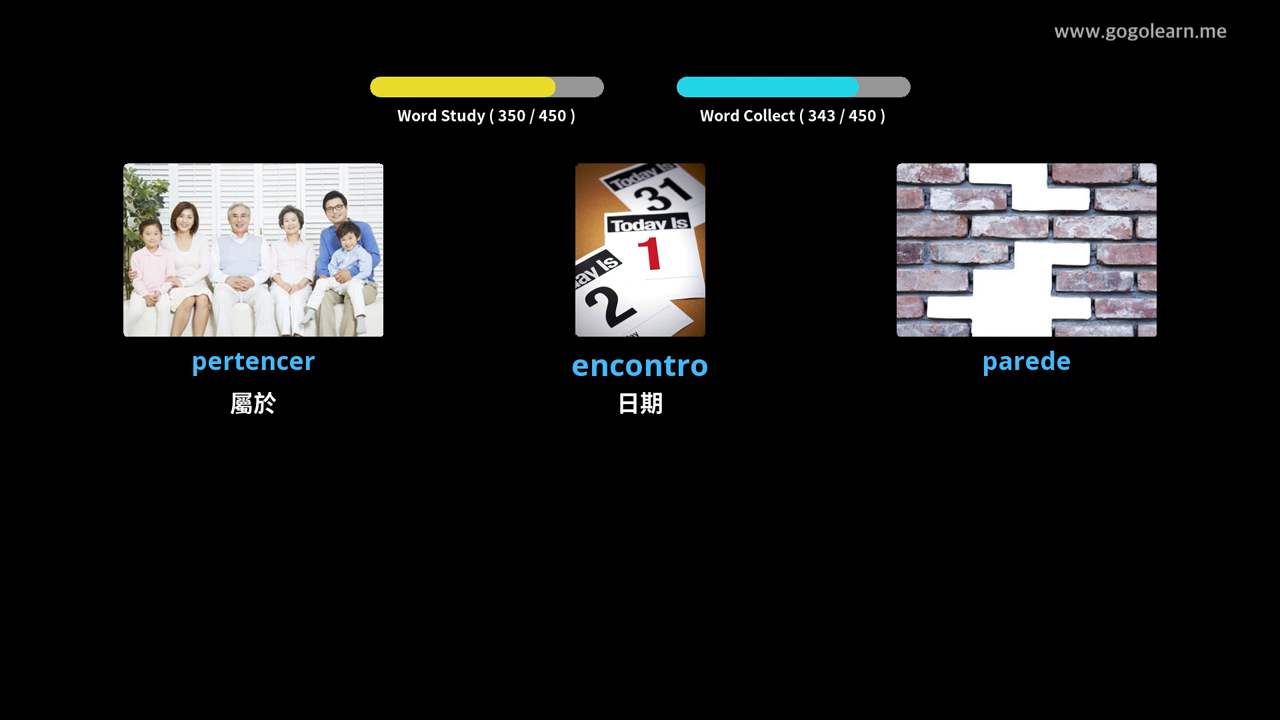 www.gogolearn.me
Word Study ( 350 / 450 )
Word Collect ( 343 / 450 )
Today Is
31
Today Is
1
ay Is
2
pertencer
encontro
parede
屬於
日期